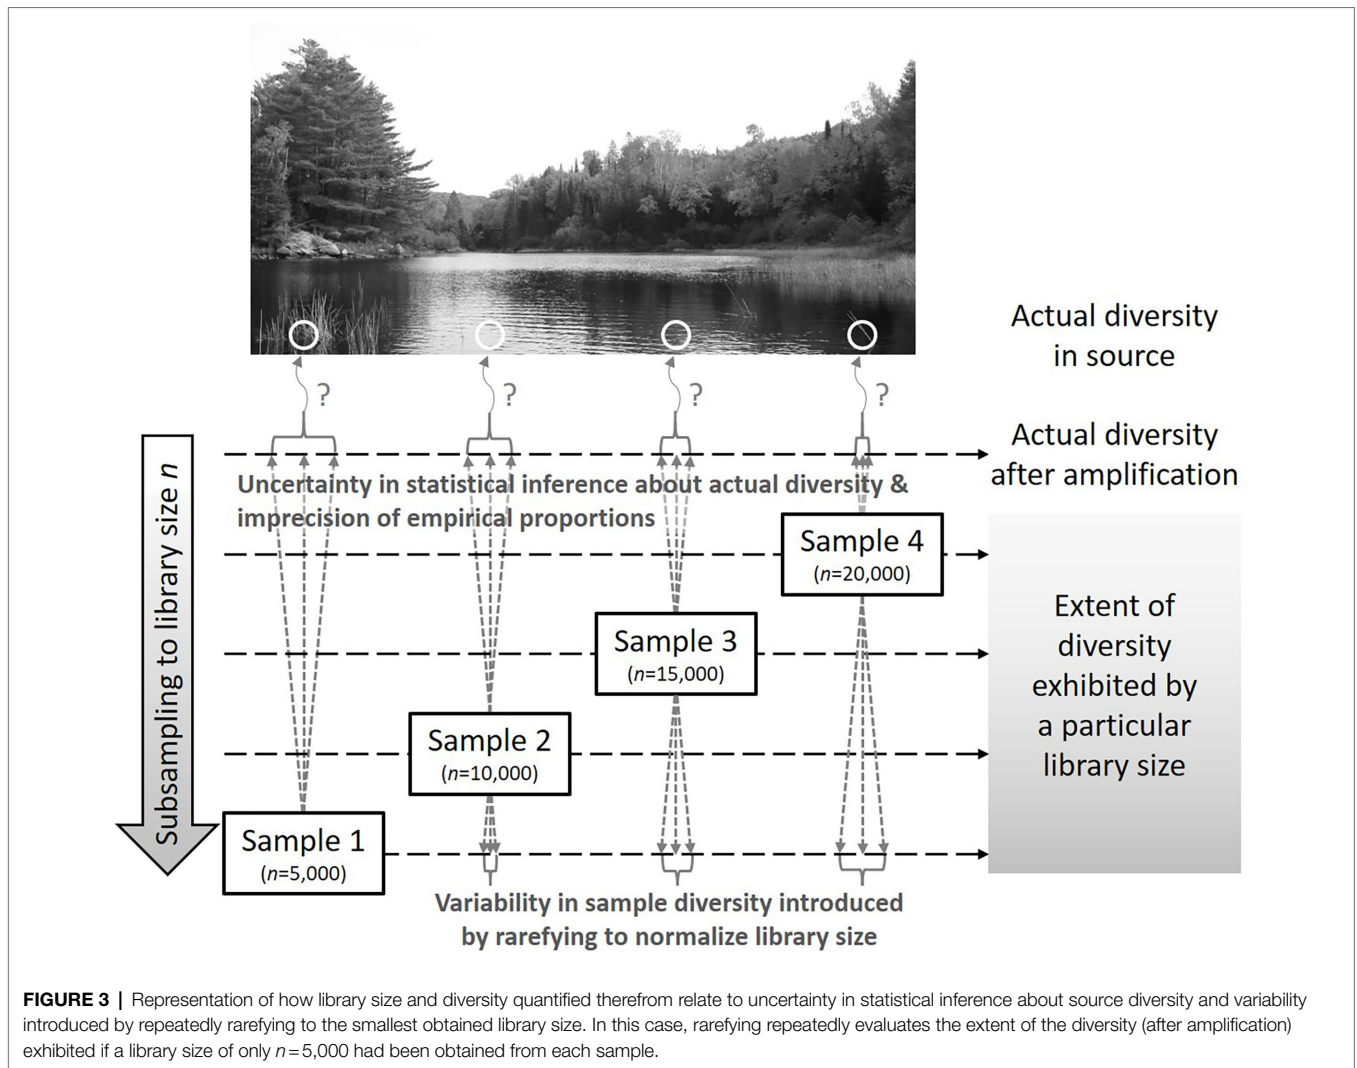 Actual diversity
in source
?
?
?
?
Actual diversity
after amplification
Subsampling to library size n
Uncertainty in statistical inference about actual diversity &
imprecision of empirical proportions
Sample 4
(n=20,000)
Sample 3
(n=15,000)
Sample 2
(n=10,000)
Sample 1
(n=5,000)
Extent of
diversity
exhibited by
a particular
library size
Variability in sample diversity introduced
by rarefying to normalize library size
FIGURE 3 | Representation of how library size and diversity quantified therefrom relate to uncertainty in statistical inference about source diversity and variability
introduced by repeatedly rarefying to the smallest obtained library size. In this case, rarefying repeatedly evaluates the extent of the diversity (after amplification)
exhibited if a library size of only n = 5,000 had been obtained from each sample.